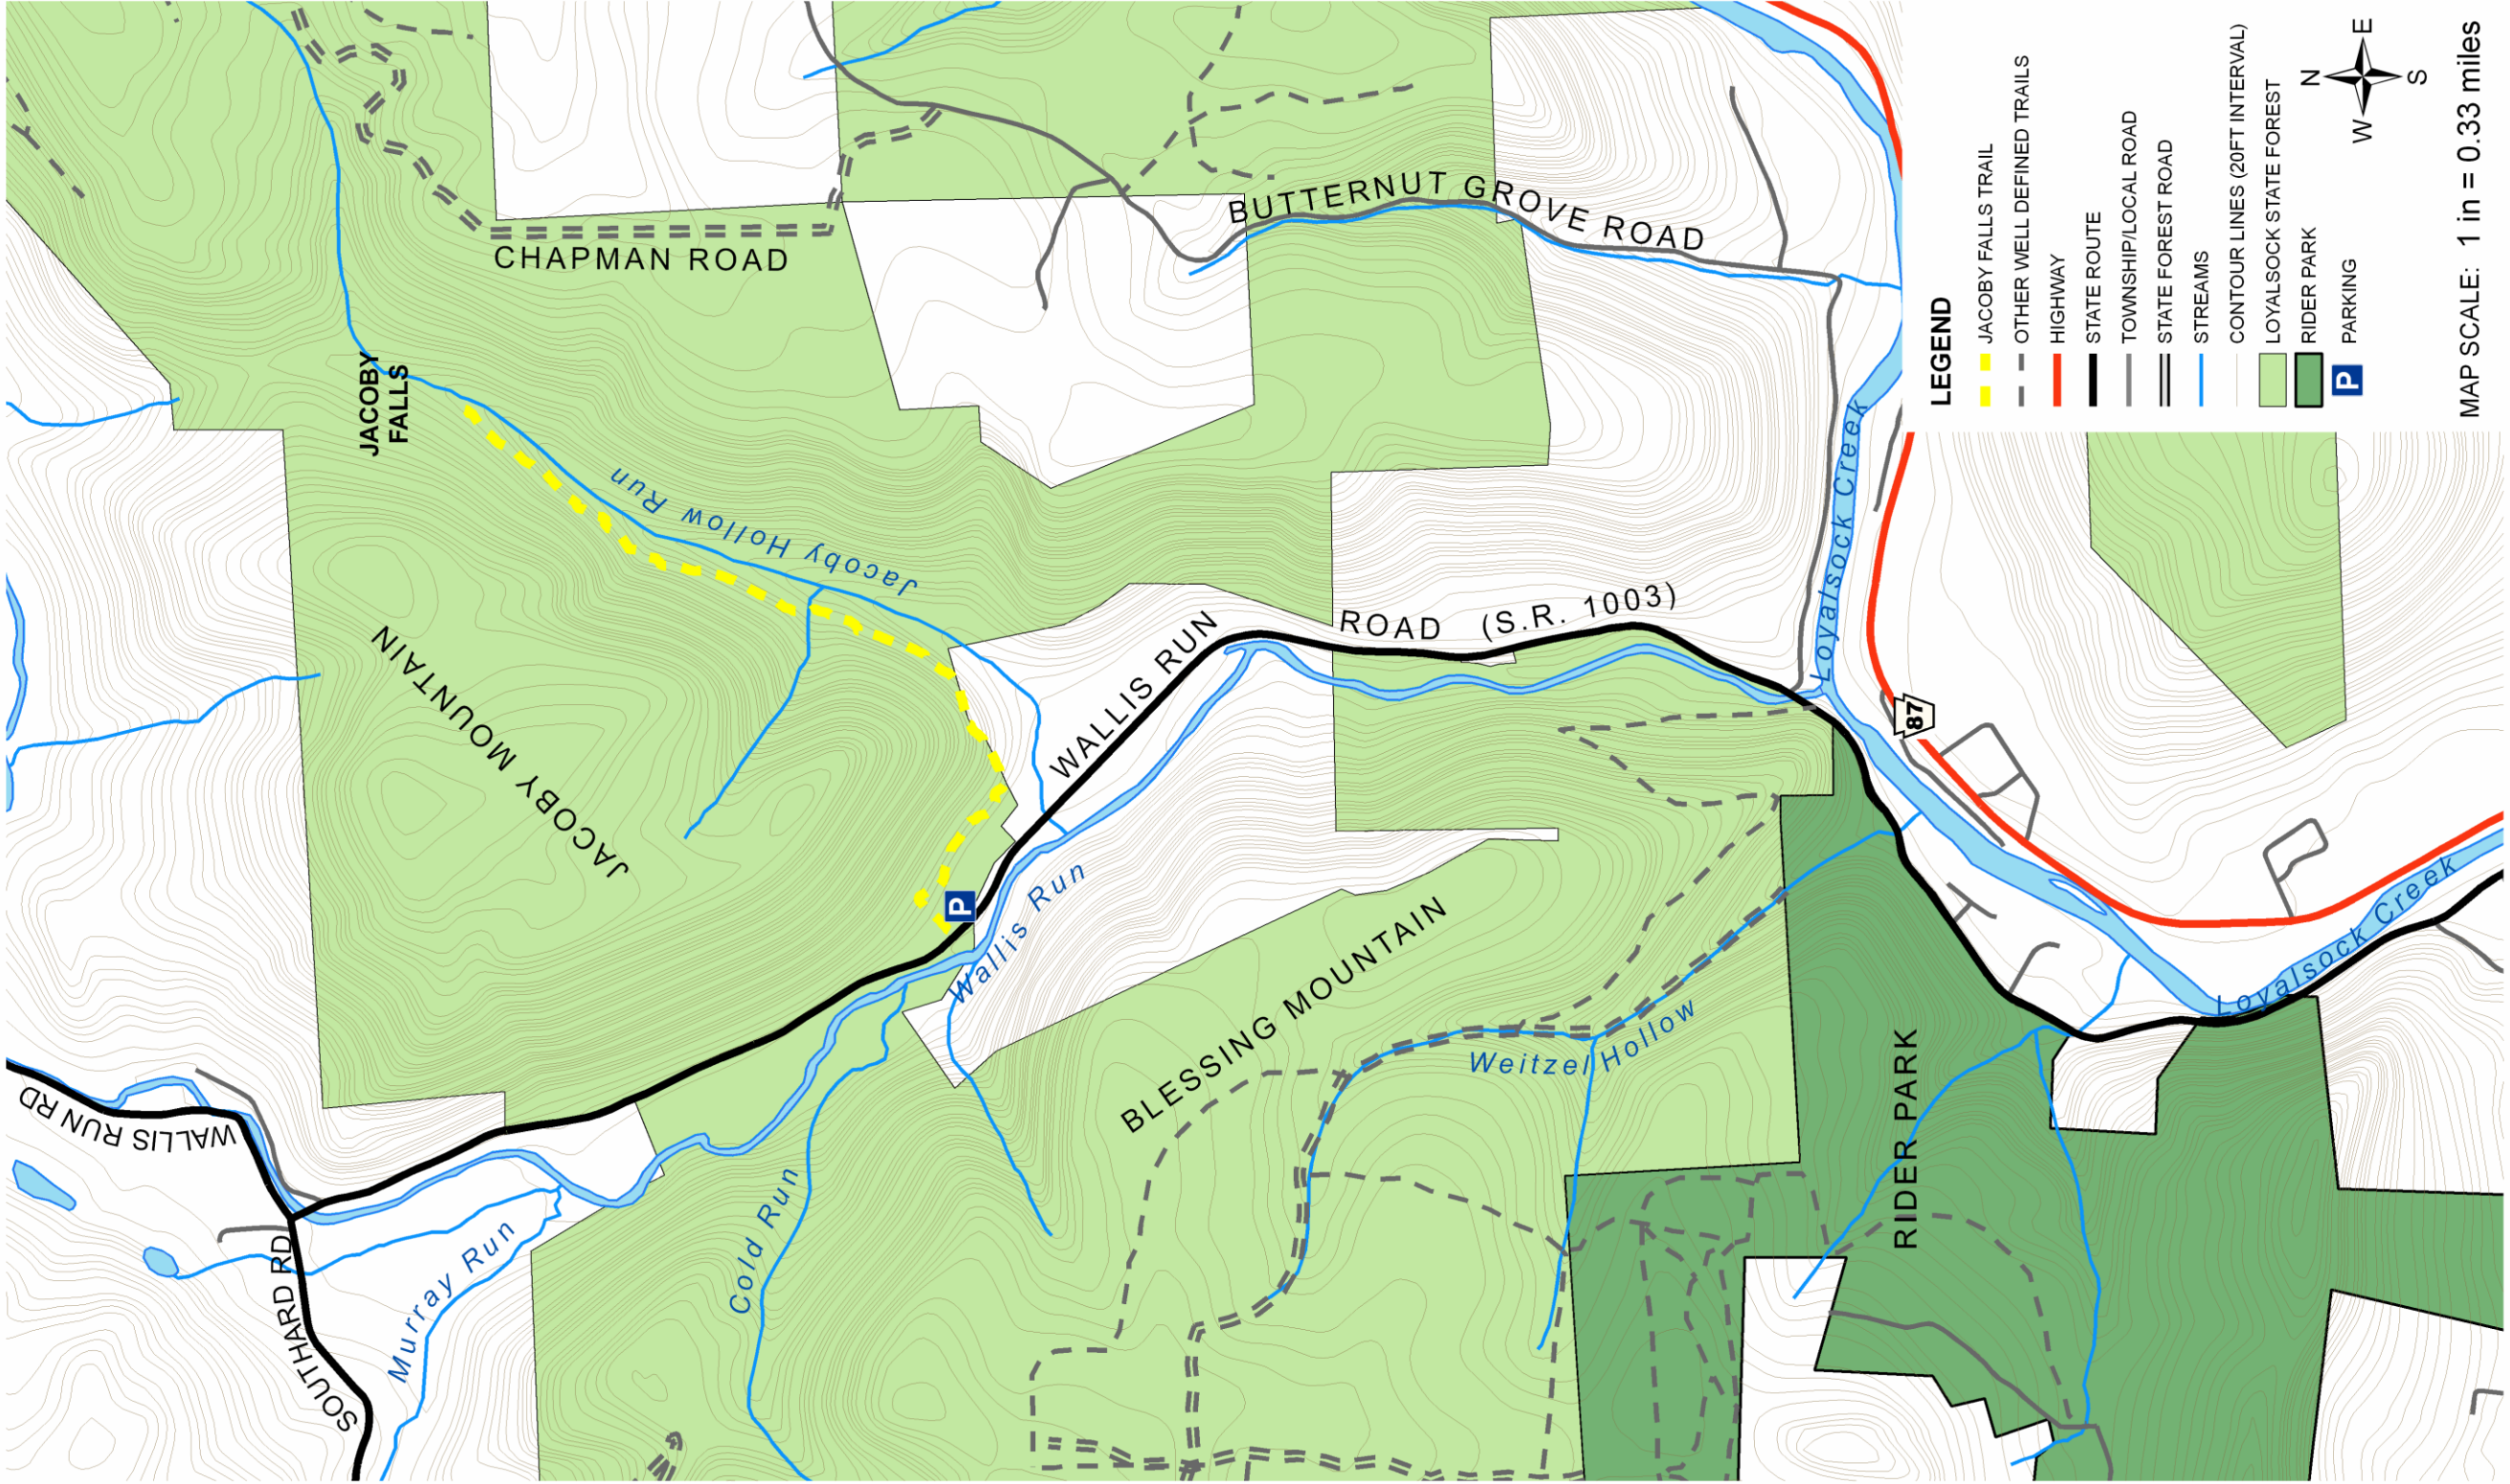 WALLIS RUN RD
SOUTHARD RD
Murray Run
JACOBY MOUNTAIN
JACOBY
FALLS
CHAPMAN ROAD
Jacoby Hollow Run
BUTTERNUT GROVE ROAD
WALLIS RUN
ROAD (S.R. 1003)
P
Wallis Run
Cold Run
BLESSING MOUNTAIN
Weitzel Hollow
RIDER PARK
Loyalsock Creek
87
Loyalsock Creek
Loyalsock Creek
LEGEND
JACOBY FALLS TRAIL
OTHER WELL DEFINED TRAILS
HIGHWAY
STATE ROUTE
TOWNSHIP/LOCAL ROAD
STATE FOREST ROAD
STREAMS
CONTOUR LINES (20FT INTERVAL)
LOYALSOCK STATE FOREST
RIDER PARK
P PARKING
N
W E
S
MAP SCALE: 1 in = 0.33 miles